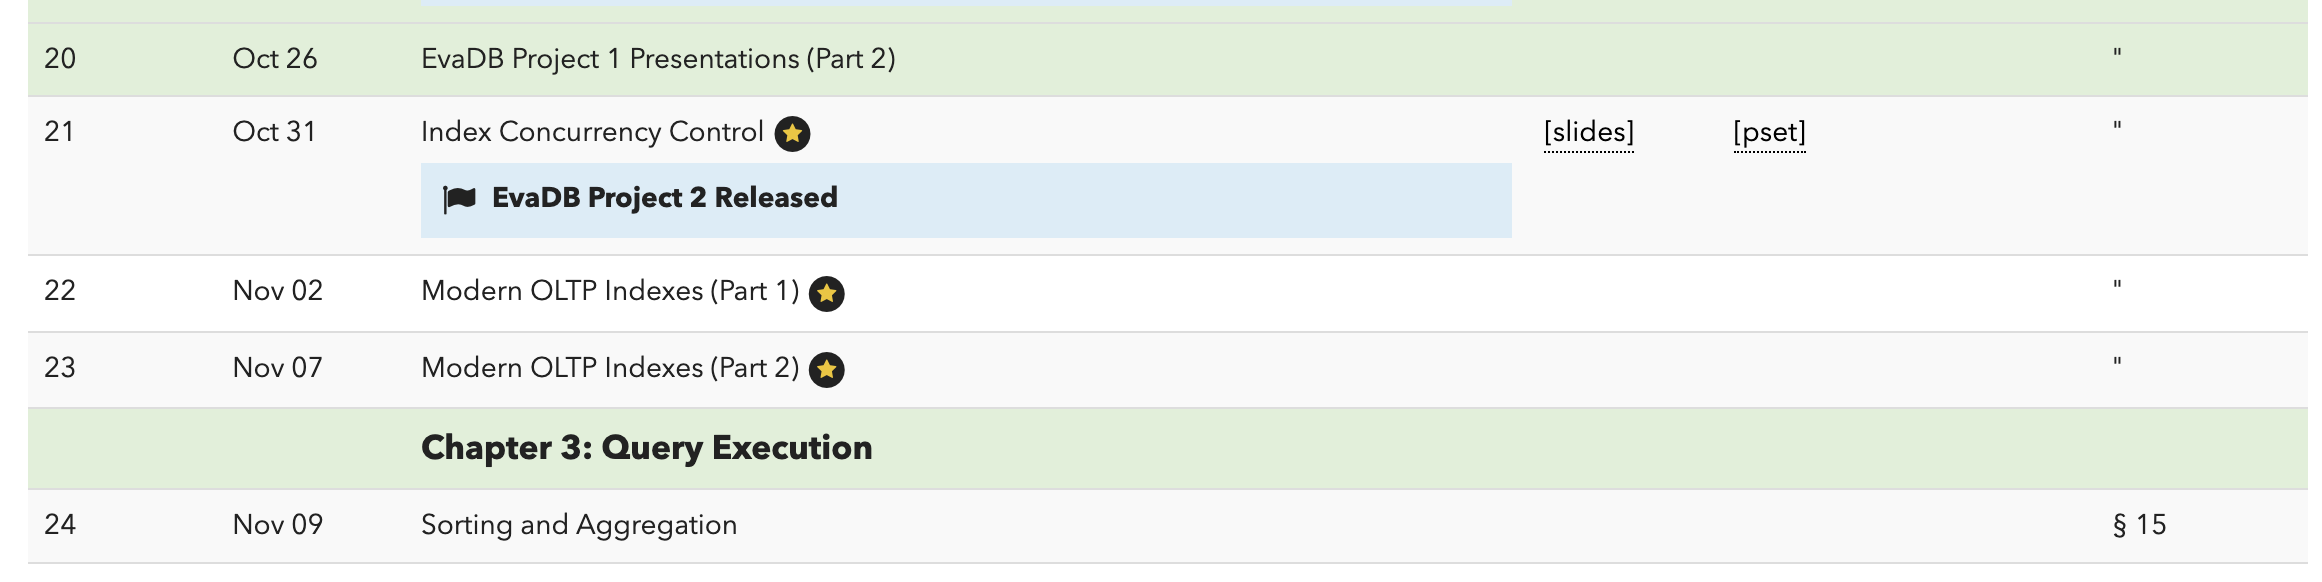 20 Oct 26 EvaDB Project 1 Presentations (Part 2) "
21 Oct 31 Index Concurrency Control [slides] [pset] "
EvaDB Project 2 Released
22 Nov 02 Modern OLTP Indexes (Part 1) "
23 Nov 07 Modern OLTP Indexes (Part 2) "
Chapter 3: Query Execution
24 Nov 09 Sorting and Aggregation § 15